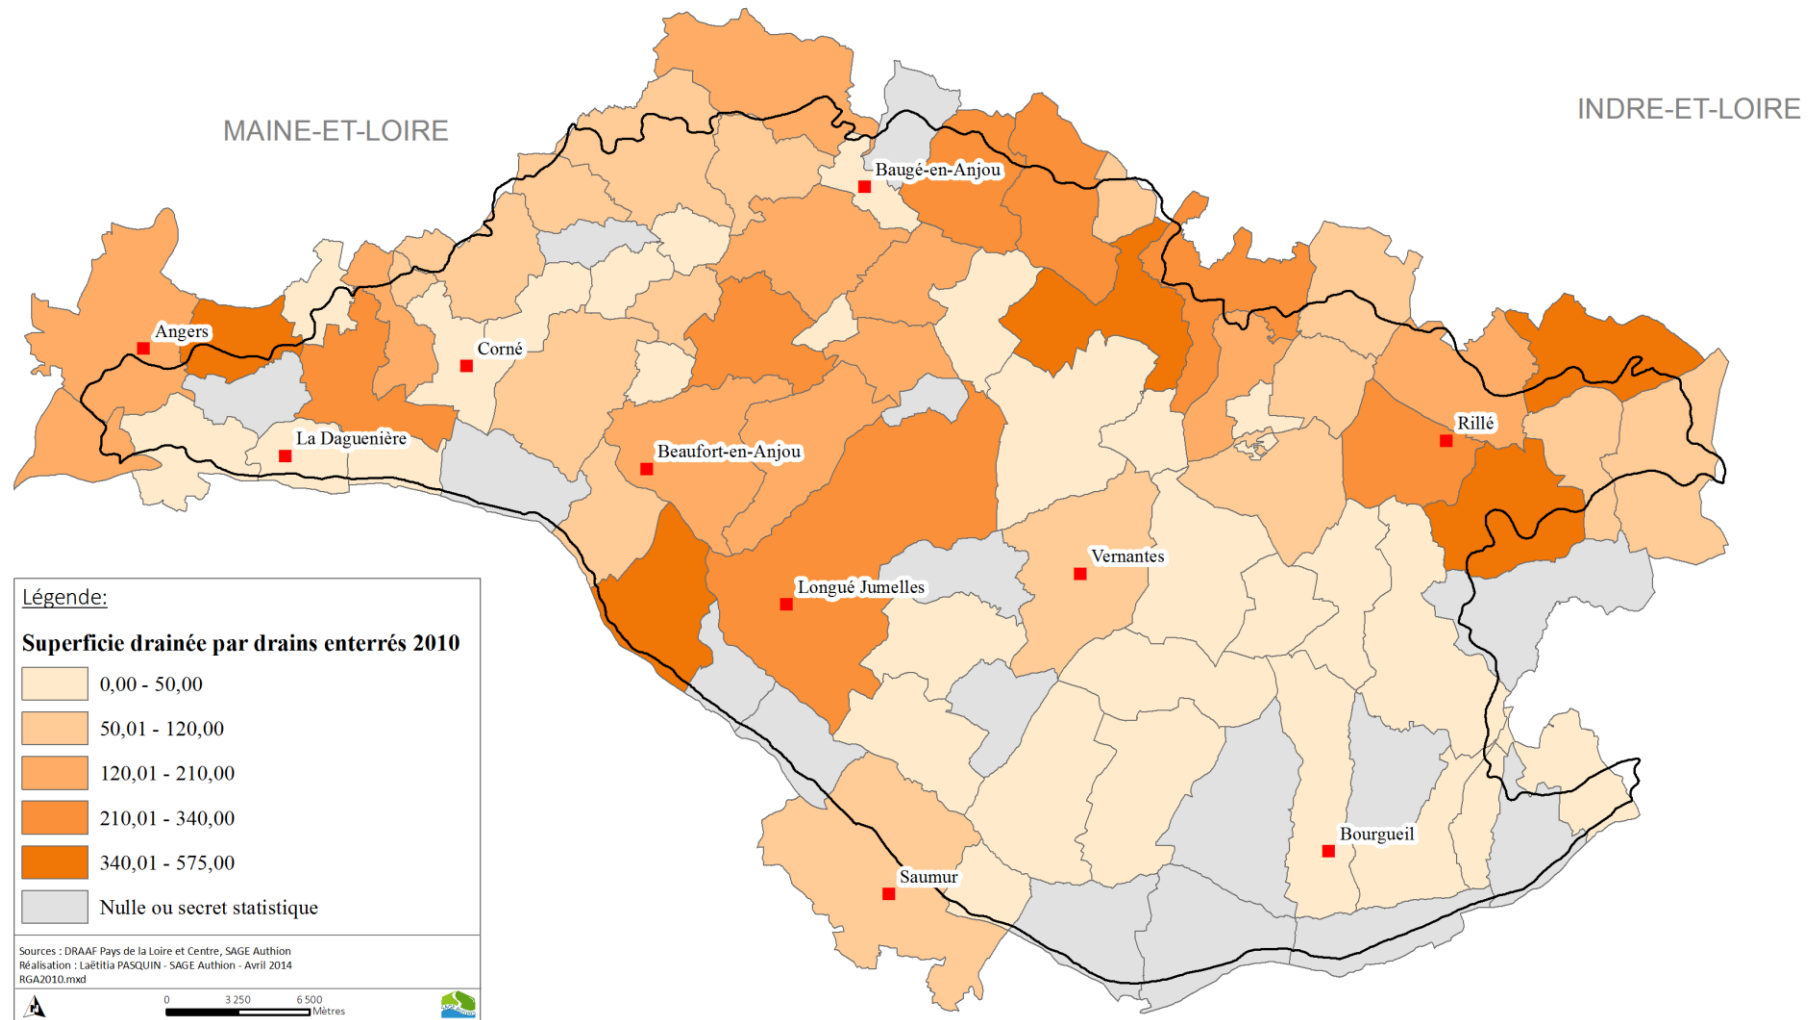 MAINE-ET-LOIRE
INDRE-ET-LOIRE
Baugé-en-Anjou
Angers
Corné
Rillé
La Daguenière
Beaufort-en-Anjou
Vernantes
Longué Jumelles
Bourgueil
Saumur
Légende:
Superficie drainée par drains enterrés 2010
0,00 - 50,00
50,01 - 120,00
120,01 - 210,00
210,01 - 340,00
340,01 - 575,00
Nulle ou secret statistique
Sources : DRAAF Pays de la Loire et Centre, SAGE Authion
Réalisation : Laëtitia PASQUIN - SAGE Authion - Avril 2014
RGA2010.mxd
0 3 250 6 500
Mètres